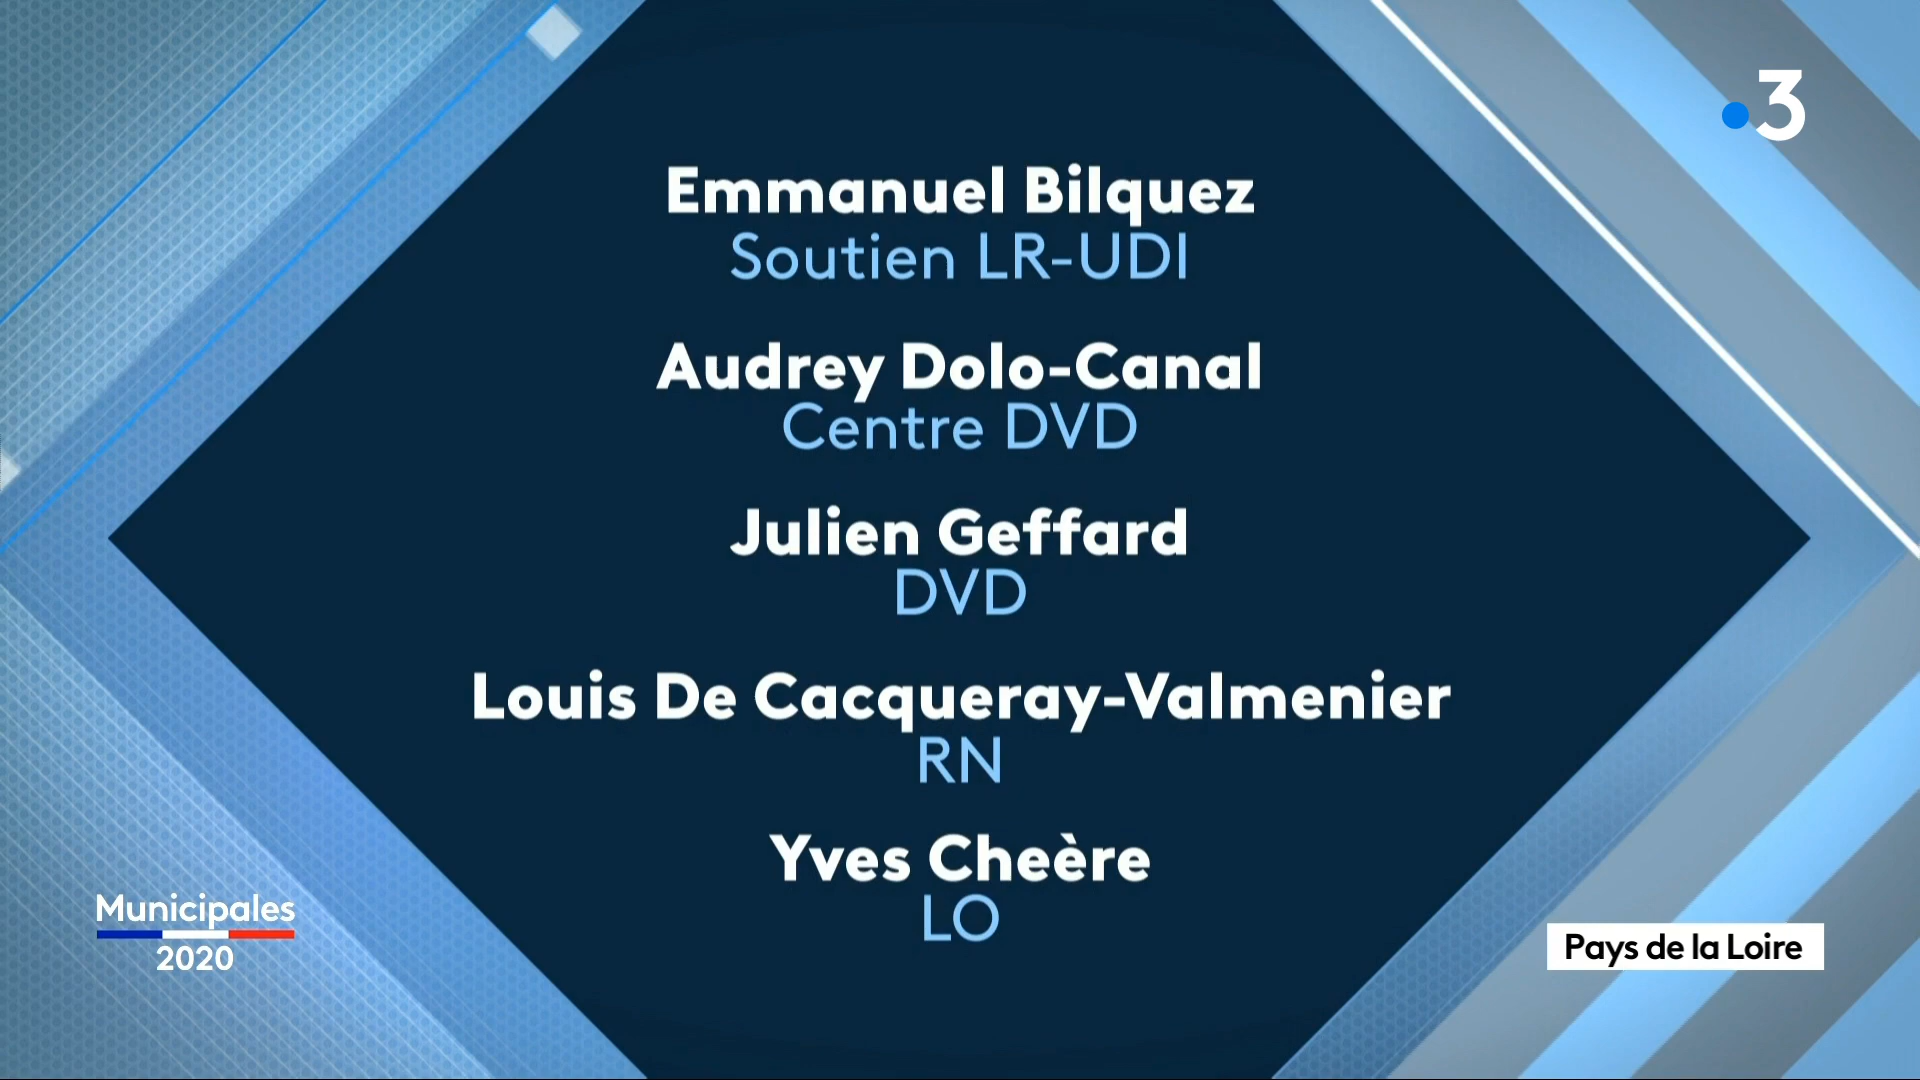 3
Emmanuel Bilquez
Soutien LR-UDI
Audrey Dolo-Canal
Centre DVD
Julien Geffard
DVD
Louis De Cacqueray-Valmenier
RN
Yves Cheère
LO
Municipales
2020
Pays de la Loire